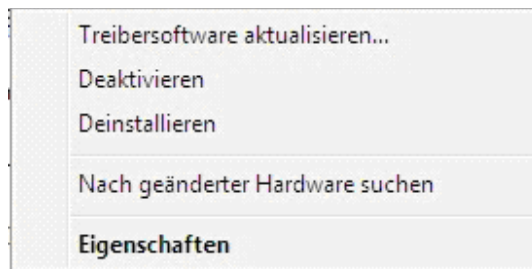 Treibersoftware aktualisieren...
Deaktivieren
Deinstallieren
Nach geänderter Hardware suchen
Eigenschaften